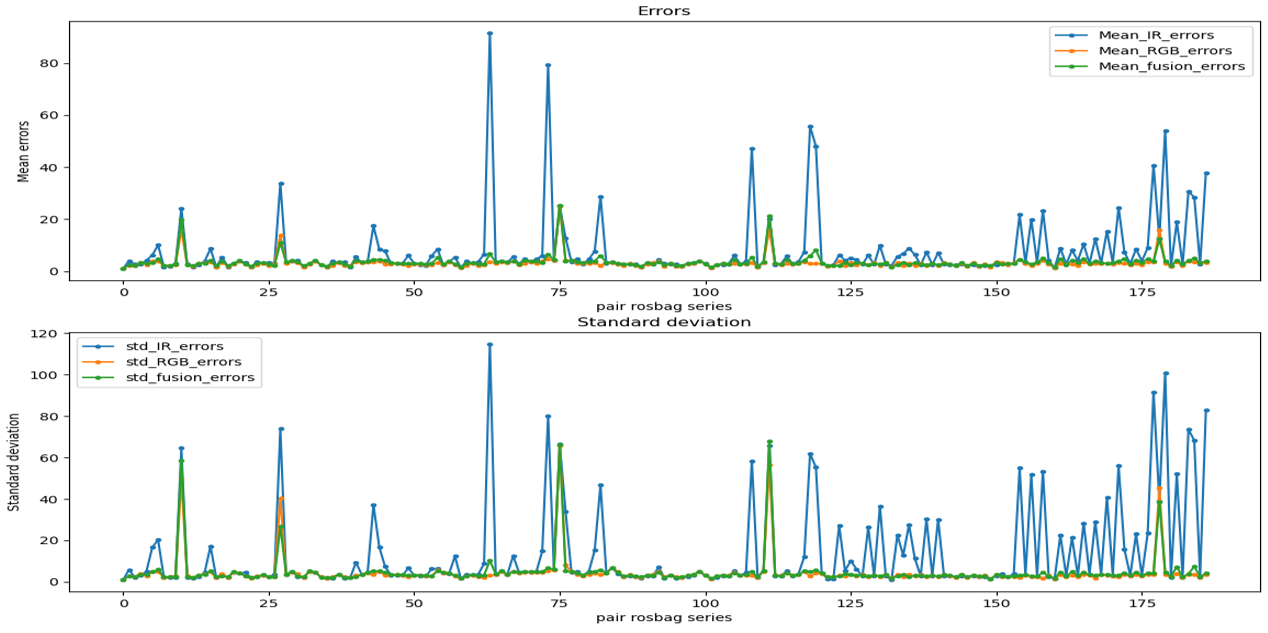 Errors
Mean errors
80
60
40
20
0
Mean_IR_errors
Mean_RGB_errors
Mean_fusion_errors
0 25 50 75 100 125 150 175
pair rosbag series
Standard deviation
Standard deviation
120
100
80
60
40
20
0
std_IR_errors
std_RGB_errors
std_fusion_errors
0 25 50 75 100 125 150 175
pair rosbag series